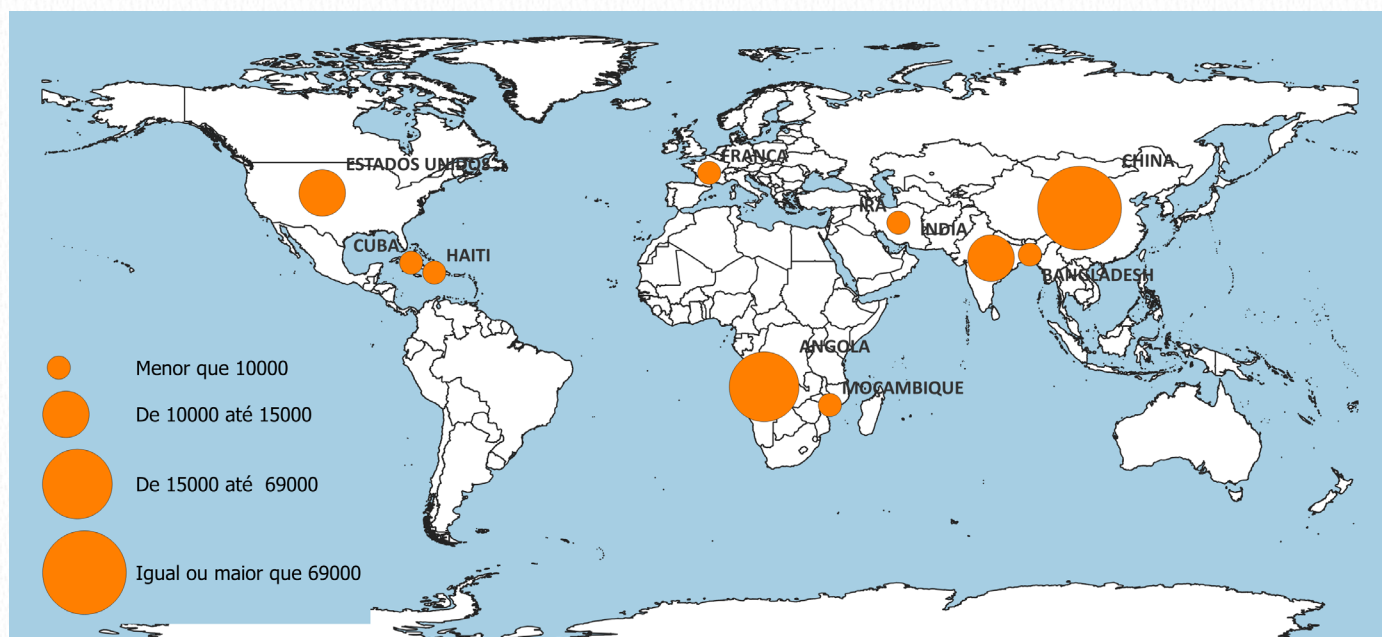 ESTADOS UNIDOS
FRANÇA
CHINA
IRÃ
ÍNDIA
CUBA
HAITI
BANGLADESH
ANGOLA
MOÇAMBIQUE
Menor que 10000
De 10000 até 15000
De 15000 até 69000
Igual ou maior que 69000